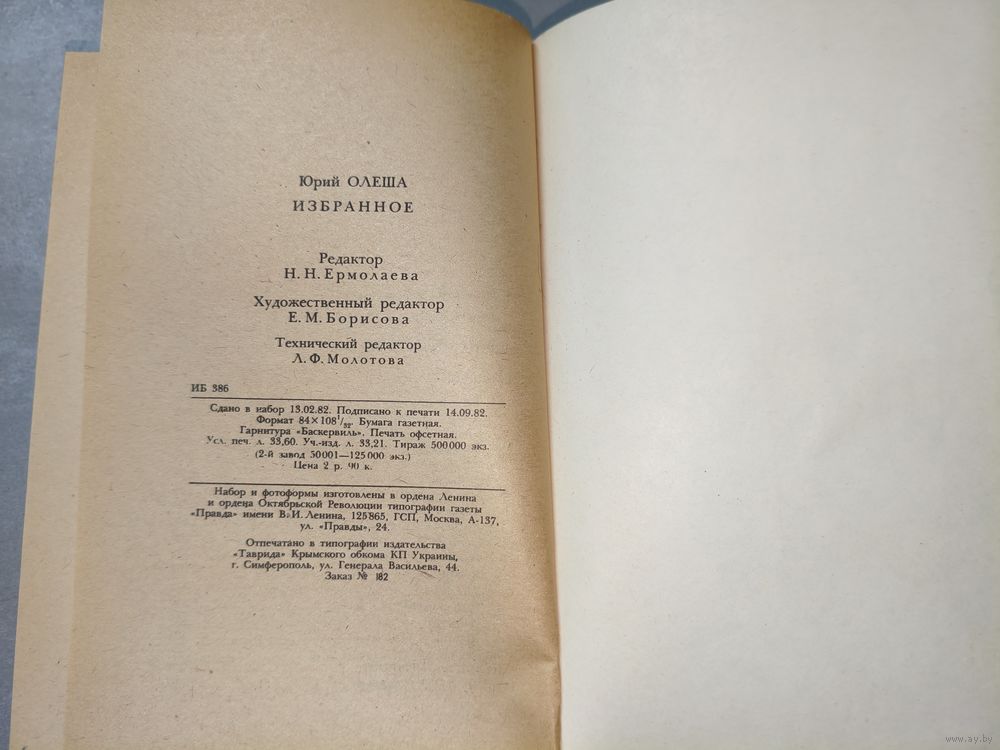 Юрий ОЛЕША
ИЗБРАННОЕ
Редактор
Н. Н. Ермолаева
Художественный редактор
Е. М. Борисова
Технический редактор
Л. Ф. Молотова
ИБ 386
Сдано в набор 13.02.82. Подписано к печати 14.09.82.
Формат 84×108¹/₃₂. Бумага газетная.
Гарнитура «Баскервиль». Печать офсетная.
Усл. печ. л. 33,60. Уч.-изд. л. 33,21. Тираж 500000 экз.
(2-й завод 50001—125000 экз.)
Цена 2 р. 90 к.
Набор и фотоформы изготовлены в ордена Ленина
и ордена Октябрьской Революции типографии газеты
«Правда» имени В. И. Ленина, 125865, ГСП, Москва, А-137,
ул. «Правды», 24.
Отпечатано в типографии издательства
«Таврида» Крымского обкома КП Украины,
г. Симферополь, ул. Генерала Васильева, 44.
Заказ № 182
www.ay.by